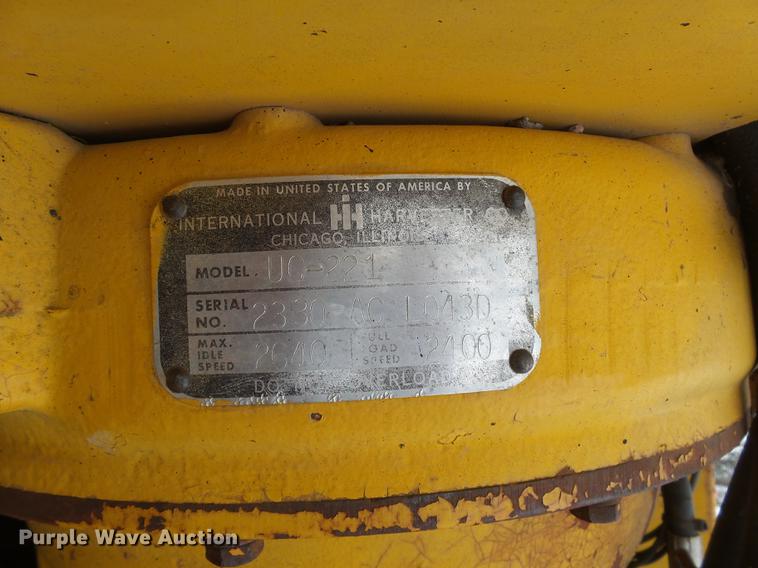 MADE IN UNITED STATES OF AMERICA BY
INTERNATIONAL IH HARVESTER CO.
CHICAGO, ILLINOIS
MODEL UC-221
SERIAL NO. 2330 AC L043D
MAX. IDLE SPEED 2640 FULL LOAD SPEED 2400
DO NOT OVERLOAD
Purple Wave Auction